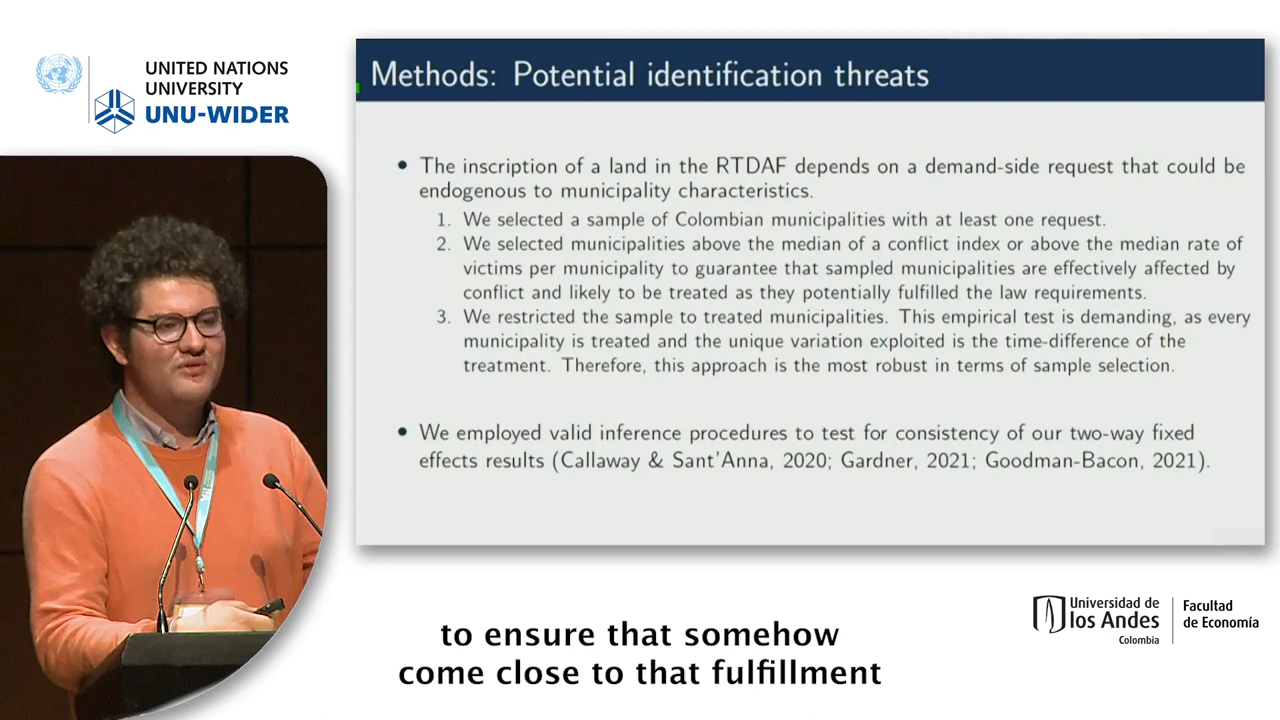 UNITED NATIONS
UNIVERSITY
UNU-WIDER
Methods: Potential identification threats
• The inscription of a land in the RTDAF depends on a demand-side request that could be
endogenous to municipality characteristics.
1. We selected a sample of Colombian municipalities with at least one request.
2. We selected municipalities above the median of a conflict index or above the median rate of
victims per municipality to guarantee that sampled municipalities are effectively affected by
conflict and likely to be treated as they potentially fulfilled the law requirements.
3. We restricted the sample to treated municipalities. This empirical test is demanding, as every
municipality is treated and the unique variation exploited is the time-difference of the
treatment. Therefore, this approach is the most robust in terms of sample selection.
• We employed valid inference procedures to test for consistency of our two-way fixed
effects results (Callaway & Sant'Anna, 2020; Gardner, 2021; Goodman-Bacon, 2021).
to ensure that somehow
come close to that fulfillment
Universidad de
los Andes
Colombia
Facultad
de Economía